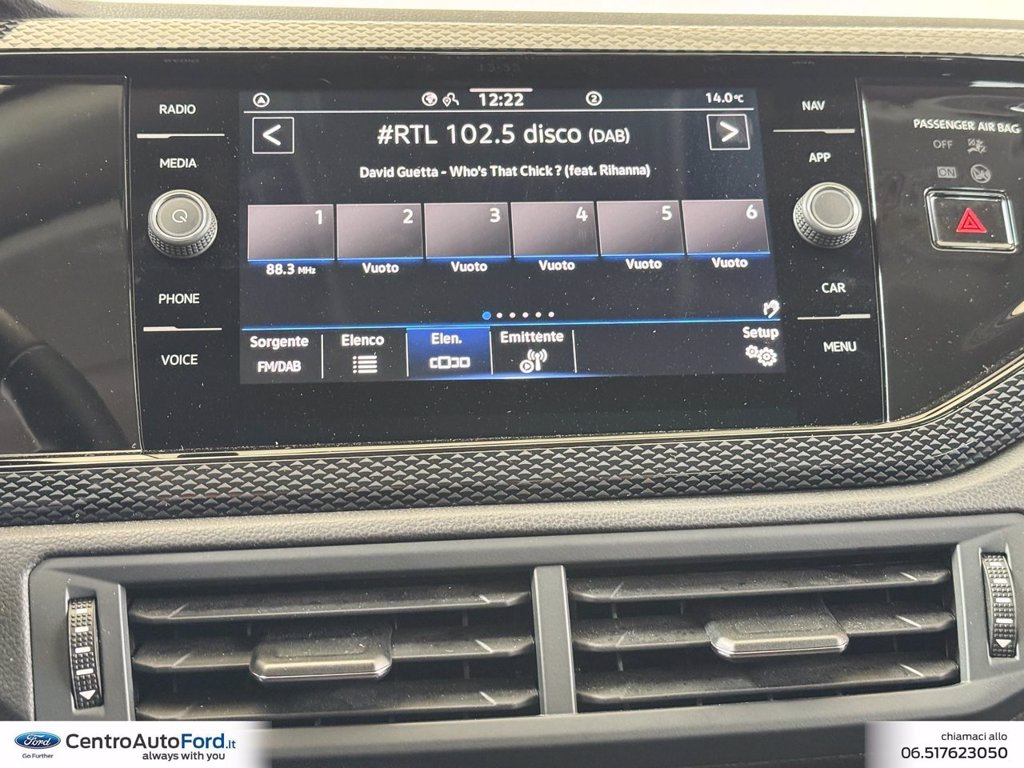 RADIO
MEDIA
PHONE
VOICE
12:22
2
14.0°C
<
#RTL 102.5 disco (DAB)
>
David Guetta - Who's That Chick ? (feat. Rihanna)
1 2 3 4 5 6
88.3 MHz Vuoto Vuoto Vuoto Vuoto Vuoto
Sorgente Elenco Elen. Emittente Setup
FM/DAB
NAV
APP
CAR
MENU
PASSENGER AIR BAG
OFF
ON
Ford
Go Further
CentroAutoFord.it
always with you
chiamaci allo
06.517623050